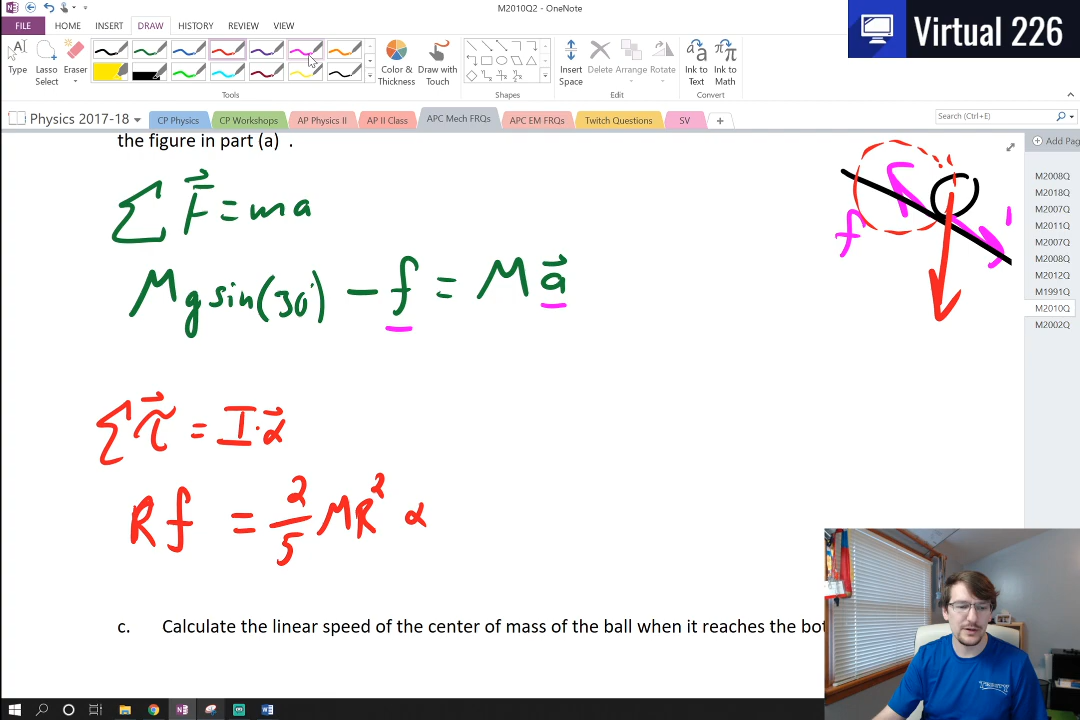 M2010Q2 - OneNote
Virtual 226
FILE HOME INSERT DRAW HISTORY REVIEW VIEW
Type
Lasso Select
Eraser
Color & Thickness
Draw with Touch
Insert Space
Delete
Arrange
Rotate
Ink to Text
Ink to Math
Tools
Shapes
Edit
Convert
Physics 2017-18
CP Physics
CP Workshops
AP Physics II
AP II Class
APC Mech FRQs
APC EM FRQs
Twitch Questions
SV
Search (Ctrl+E)
Add Pag
the figure in part (a) .
∑F⃗ = ma
Mg sin(30°) − f = Ma⃗
f
∑τ⃗ = I·α⃗
Rf = 2/5 MR² α
c. Calculate the linear speed of the center of mass of the ball when it reaches the bot
M2008Q
M2018Q
M2007Q
M2011Q
M2007Q
M2008Q
M2012Q
M1991Q
M2010Q
M2002Q